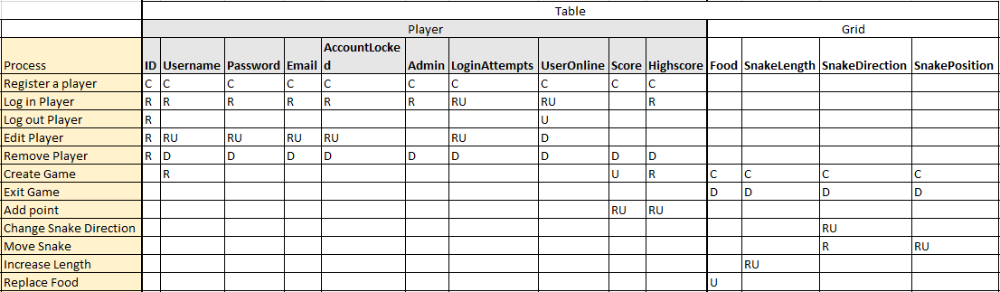 Table
Player Grid
Process ID Username Password Email AccountLocke
d Admin LoginAttempts UserOnline Score Highscore Food SnakeLength SnakeDirection SnakePosition
Register a player C C C C C C C C C C
Log in Player R R R R R R RU RU R
Log out Player R U
Edit Player R RU RU RU RU RU D
Remove Player R D D D D D D D D D
Create Game R U R C C C C
Exit Game D D D D
Add point RU RU
Change Snake Direction RU
Move Snake R RU
Increase Length RU
Replace Food U